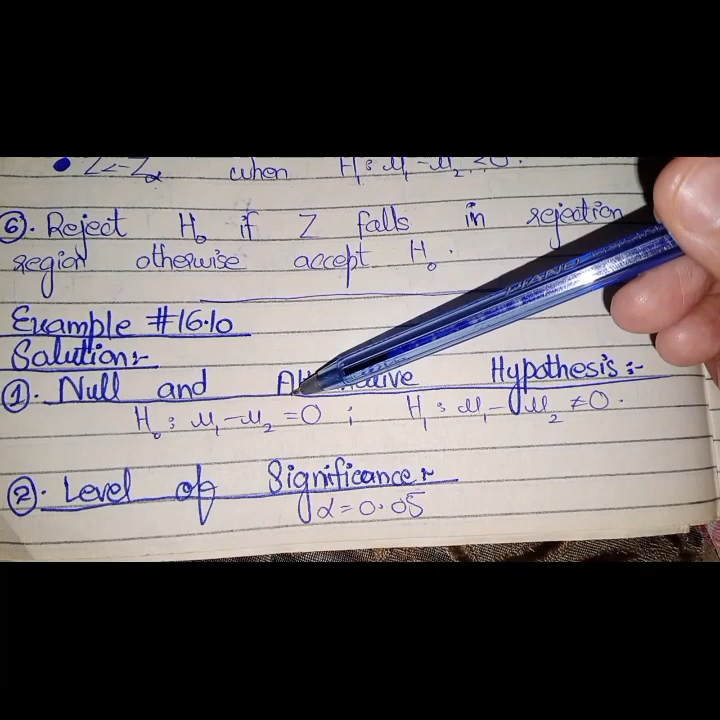 • Z<-Zα when H₁: μ₁-μ₂<0.
⑥. Reject H₀ if Z falls in rejection
region otherwise accept H₀.
Example #16.10
Solution:-
①. Null and Hypothesis:-
H₀: μ₁-μ₂=0; H₁: μ₁-μ₂≠0.
②. Level of Significance:-
α=0.05